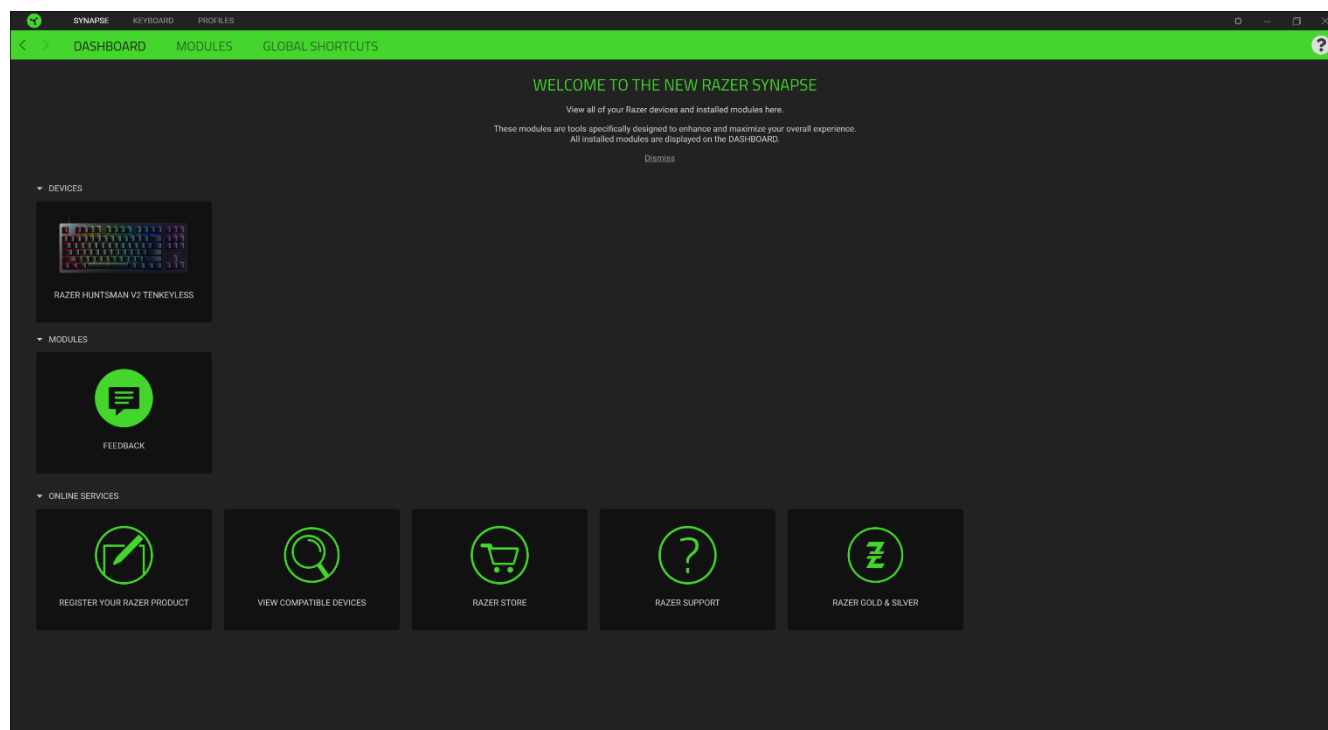 SYNAPSE KEYBOARD PROFILES
DASHBOARD MODULES GLOBAL SHORTCUTS
?
WELCOME TO THE NEW RAZER SYNAPSE
View all of your Razer devices and installed modules here.
These modules are tools specifically designed to enhance and maximize your overall experience.
All installed modules are displayed on the DASHBOARD.
Dismiss
DEVICES
RAZER HUNTSMAN V2 TENKEYLESS
MODULES
FEEDBACK
ONLINE SERVICES
REGISTER YOUR RAZER PRODUCT
VIEW COMPATIBLE DEVICES
RAZER STORE
RAZER SUPPORT
RAZER GOLD & SILVER